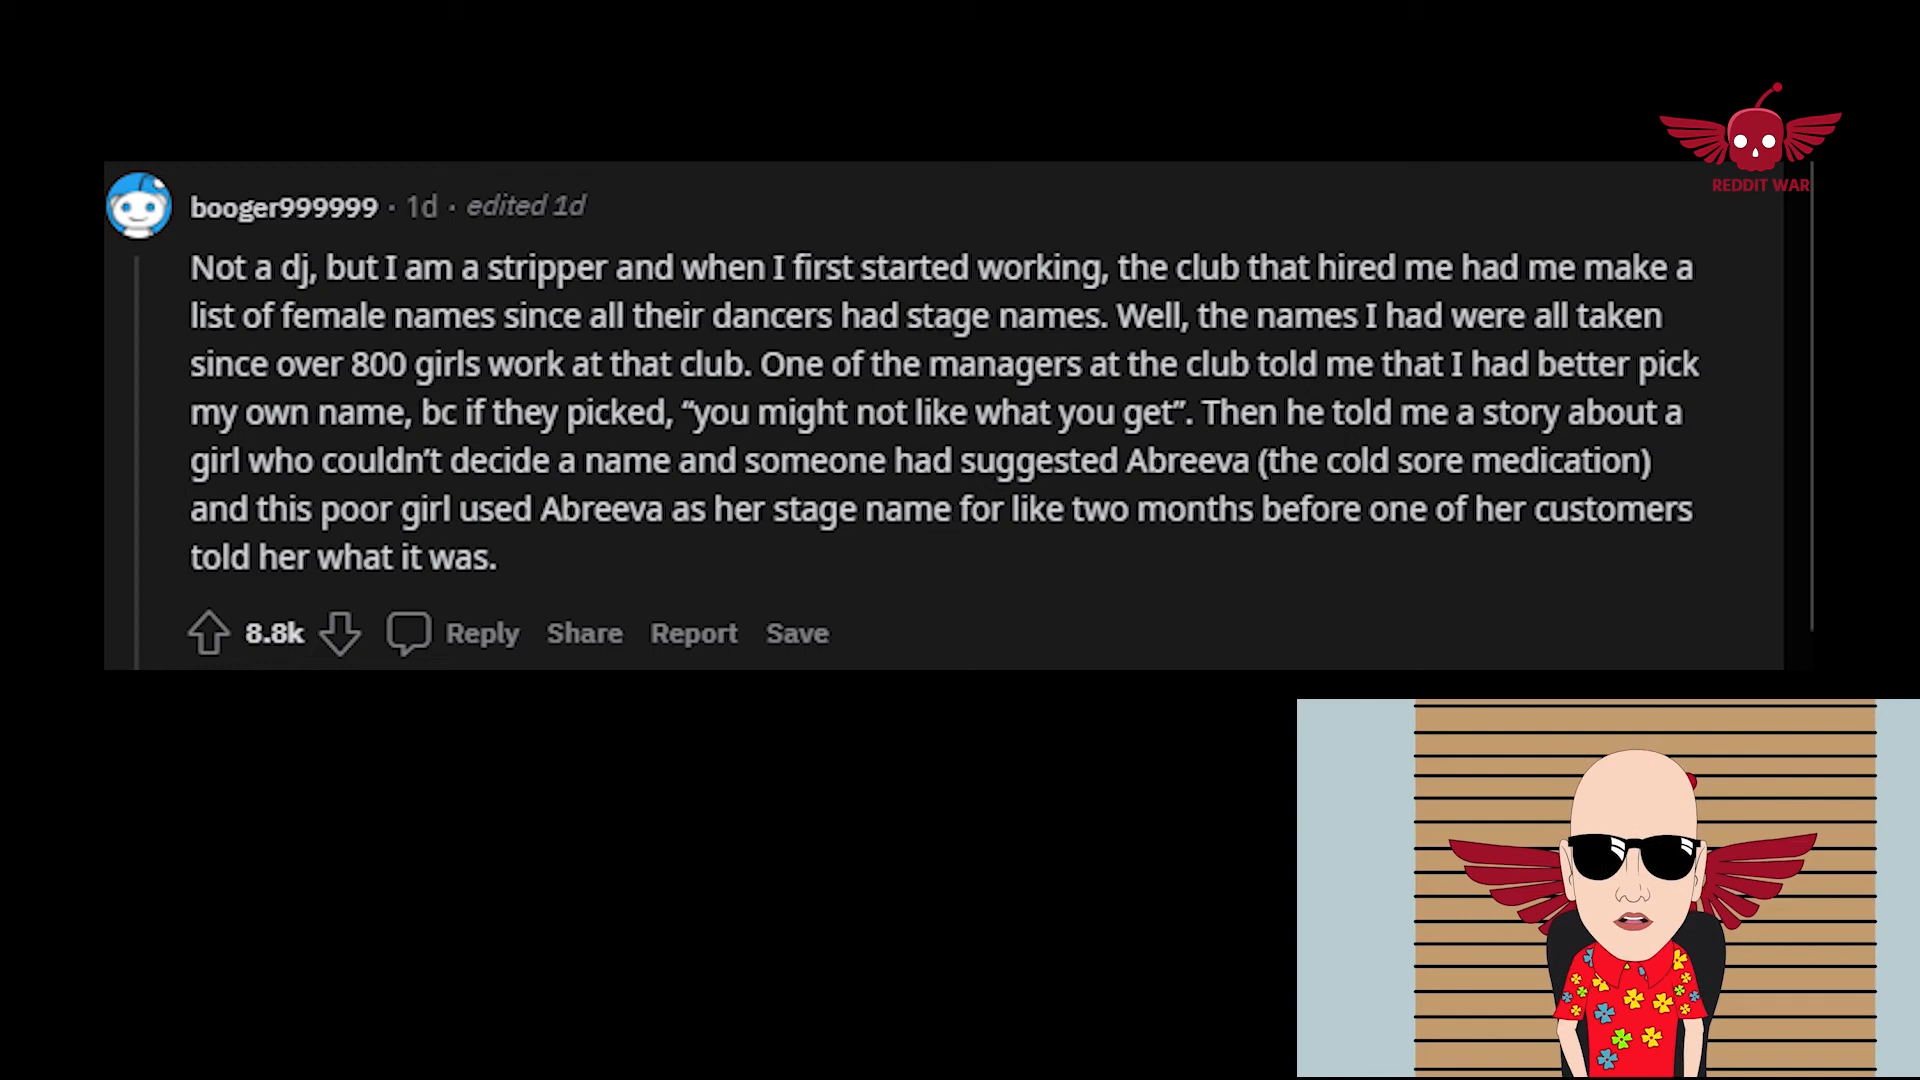 REDDIT WAR
booger999999 · 1d · edited 1d
Not a dj, but I am a stripper and when I first started working, the club that hired me had me make a
list of female names since all their dancers had stage names. Well, the names I had were all taken
since over 800 girls work at that club. One of the managers at the club told me that I had better pick
my own name, bc if they picked, “you might not like what you get”. Then he told me a story about a
girl who couldn’t decide a name and someone had suggested Abreeva (the cold sore medication)
and this poor girl used Abreeva as her stage name for like two months before one of her customers
told her what it was.
8.8k Reply Share Report Save